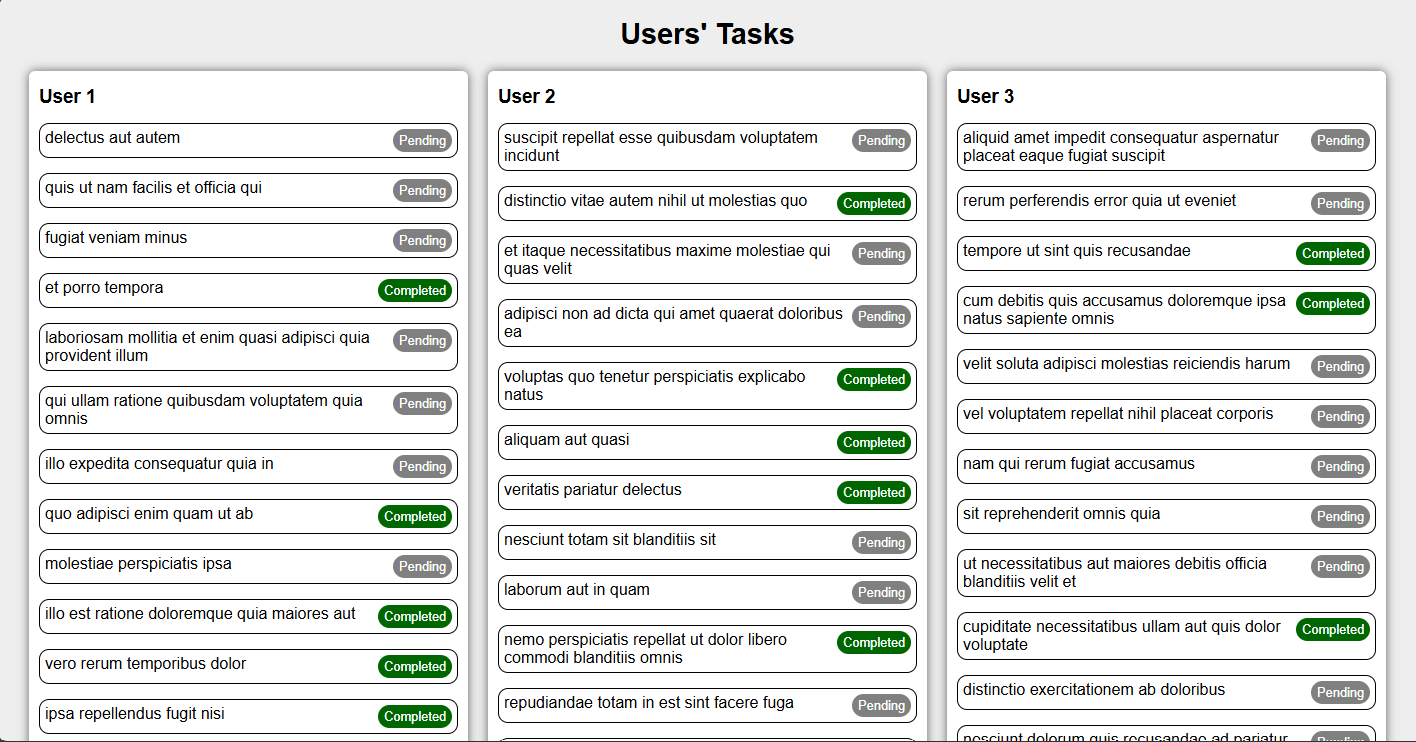 Users' Tasks
User 1
delectus aut autem
Pending
quis ut nam facilis et officia qui
Pending
fugiat veniam minus
Pending
et porro tempora
Completed
laboriosam mollitia et enim quasi adipisci quia
provident illum
Pending
qui ullam ratione quibusdam voluptatem quia
omnis
Pending
illo expedita consequatur quia in
Pending
quo adipisci enim quam ut ab
Completed
molestiae perspiciatis ipsa
Pending
illo est ratione doloremque quia maiores aut
Completed
vero rerum temporibus dolor
Completed
ipsa repellendus fugit nisi
Completed
User 2
suscipit repellat esse quibusdam voluptatem
incidunt
Pending
distinctio vitae autem nihil ut molestias quo
Completed
et itaque necessitatibus maxime molestiae qui
quas velit
Pending
adipisci non ad dicta qui amet quaerat doloribus
ea
Pending
voluptas quo tenetur perspiciatis explicabo
natus
Completed
aliquam aut quasi
Completed
veritatis pariatur delectus
Completed
nesciunt totam sit blanditiis sit
Pending
laborum aut in quam
Pending
nemo perspiciatis repellat ut dolor libero
commodi blanditiis omnis
Completed
repudiandae totam in est sint facere fuga
Pending
User 3
aliquid amet impedit consequatur aspernatur
placeat eaque fugiat suscipit
Pending
rerum perferendis error quia ut eveniet
Pending
tempore ut sint quis recusandae
Completed
cum debitis quis accusamus doloremque ipsa
natus sapiente omnis
Completed
velit soluta adipisci molestias reiciendis harum
Pending
vel voluptatem repellat nihil placeat corporis
Pending
nam qui rerum fugiat accusamus
Pending
sit reprehenderit omnis quia
Pending
ut necessitatibus aut maiores debitis officia
blanditiis velit et
Pending
cupiditate necessitatibus ullam aut quis dolor
voluptate
Completed
distinctio exercitationem ab doloribus
Pending
nesciunt dolorum quis recusandae ad pariatur
Pending